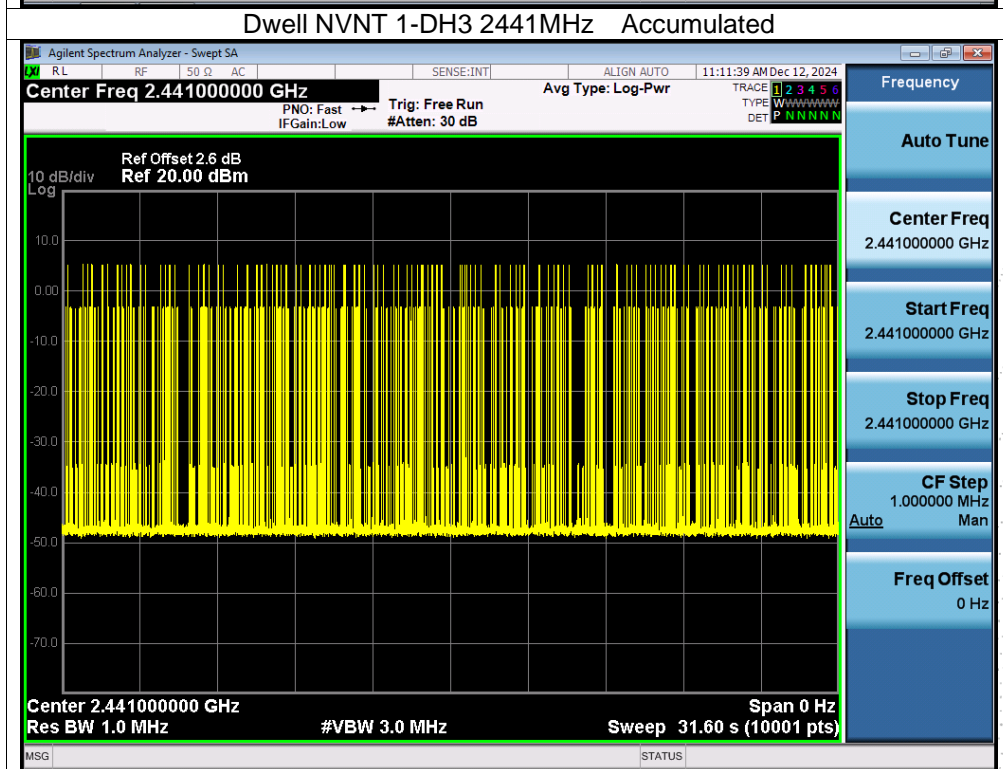 Dwell NVNT 1-DH3 2441MHz Accumulated
Agilent Spectrum Analyzer - Swept SA
LXI RL RF 50 Ω AC SENSE:INT ALIGN AUTO 11:11:39 AM Dec 12, 2024
Center Freq 2.441000000 GHz
PNO: Fast
IFGain:Low
Trig: Free Run
#Atten: 30 dB
Avg Type: Log-Pwr
TRACE 1 2 3 4 5 6
TYPE WWWWWWW
DET P N N N N N
Ref Offset 2.6 dB
10 dB/div Ref 20.00 dBm
Log
10.0
0.00
-10.0
-20.0
-30.0
-40.0
-50.0
-60.0
-70.0
Center 2.441000000 GHz Span 0 Hz
Res BW 1.0 MHz #VBW 3.0 MHz Sweep 31.60 s (10001 pts)
MSG STATUS
Frequency
Auto Tune
Center Freq
2.441000000 GHz
Start Freq
2.441000000 GHz
Stop Freq
2.441000000 GHz
CF Step
1.000000 MHz
Auto Man
Freq Offset
0 Hz